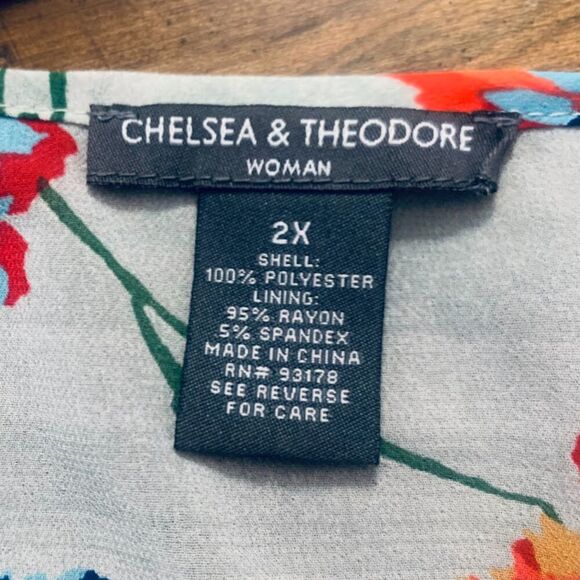 CHELSEA & THEODORE
WOMAN
2X
SHELL:
100% POLYESTER
LINING:
95% RAYON
5% SPANDEX
MADE IN CHINA
RN# 93178
SEE REVERSE
FOR CARE